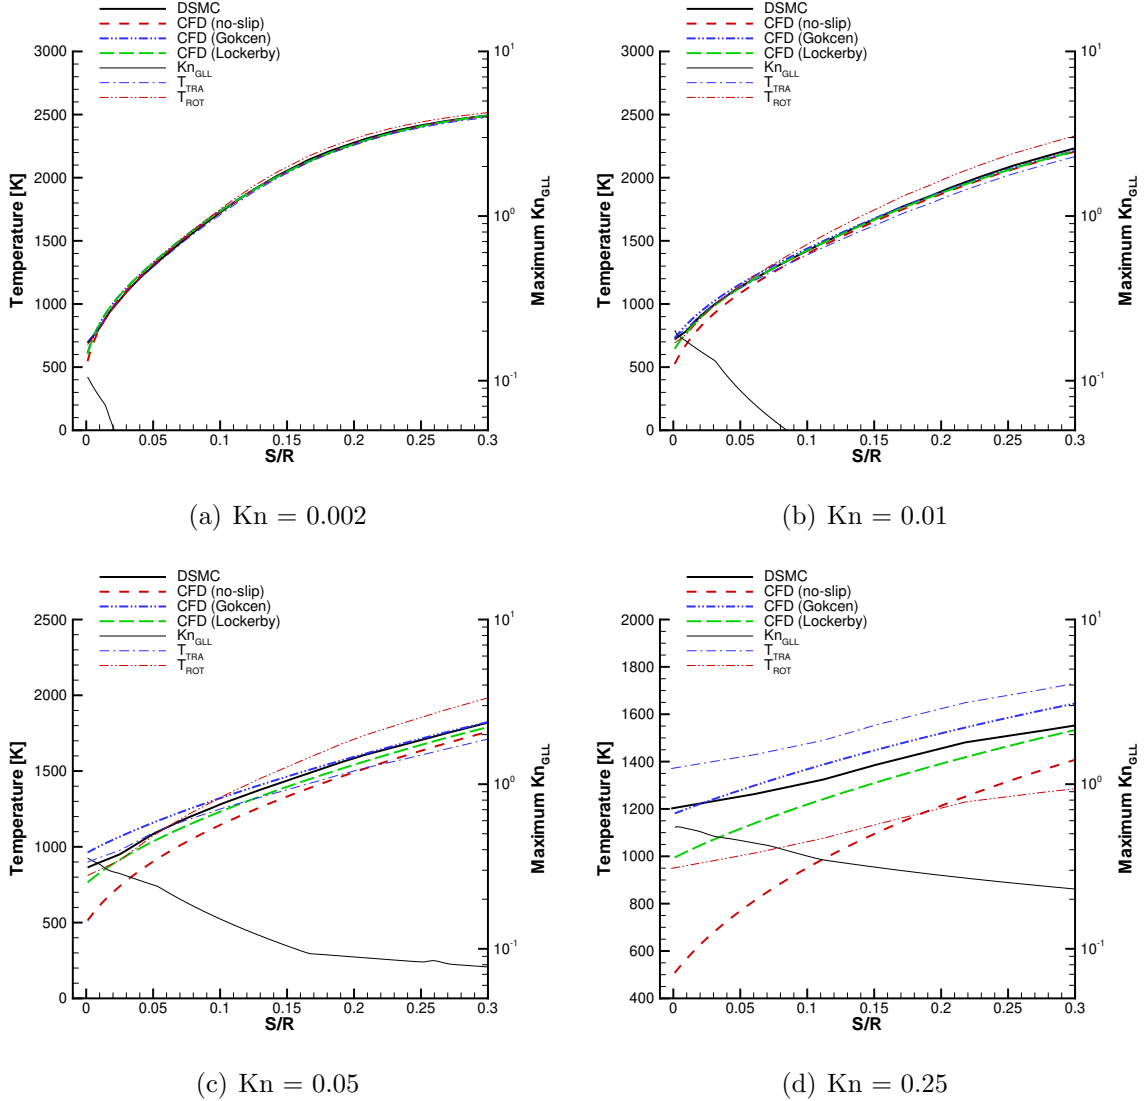 DSMC
CFD (no-slip)
CFD (Gokcen)
CFD (Lockerby)
Kn_GLL
T_TRA
T_ROT
Temperature [K]
3000
2500
2000
1500
1000
500
0
Maximum Kn_GLL
10^1
10^0
10^-1
0 0.05 0.1 0.15 0.2 0.25 0.3
S/R
(a) Kn = 0.002
DSMC
CFD (no-slip)
CFD (Gokcen)
CFD (Lockerby)
Kn_GLL
T_TRA
T_ROT
Temperature [K]
3000
2500
2000
1500
1000
500
0
Maximum Kn_GLL
10^1
10^0
10^-1
0 0.05 0.1 0.15 0.2 0.25 0.3
S/R
(b) Kn = 0.01
DSMC
CFD (no-slip)
CFD (Gokcen)
CFD (Lockerby)
Kn_GLL
T_TRA
T_ROT
Temperature [K]
2500
2000
1500
1000
500
0
Maximum Kn_GLL
10^1
10^0
10^-1
0 0.05 0.1 0.15 0.2 0.25 0.3
S/R
(c) Kn = 0.05
DSMC
CFD (no-slip)
CFD (Gokcen)
CFD (Lockerby)
Kn_GLL
T_TRA
T_ROT
Temperature [K]
2000
1800
1600
1400
1200
1000
800
600
400
Maximum Kn_GLL
10^1
10^0
10^-1
0 0.05 0.1 0.15 0.2 0.25 0.3
S/R
(d) Kn = 0.25